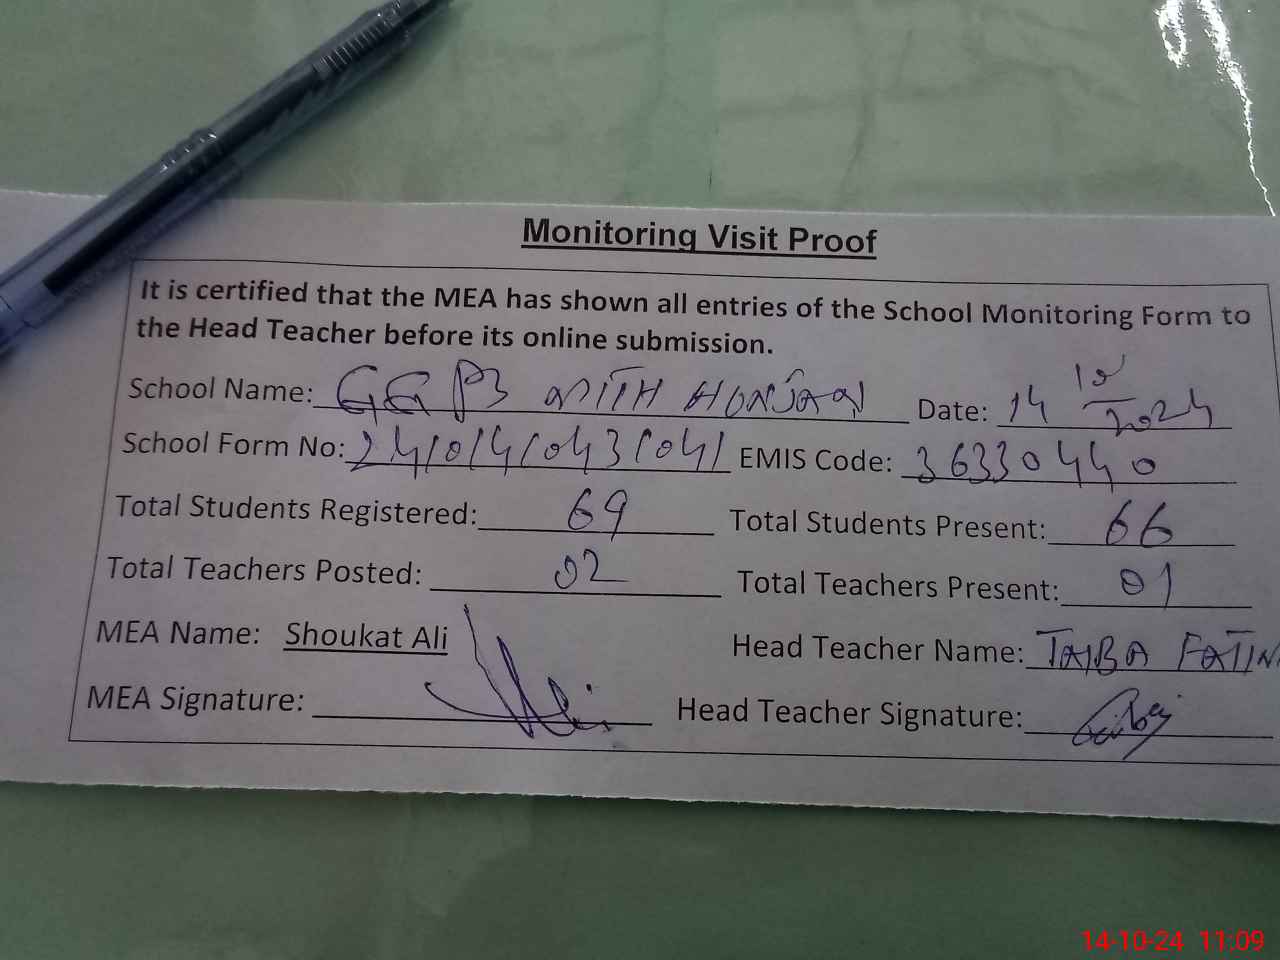 Monitoring Visit Proof
It is certified that the MEA has shown all entries of the School Monitoring Form to
the Head Teacher before its online submission.
School Name: GGPS HONJAN Date: 14 10 2024
School Form No: EMIS Code: 36330440
Total Students Registered: 69 Total Students Present: 66
Total Teachers Posted: 02 Total Teachers Present: 01
MEA Name: Shoukat Ali Head Teacher Name: TAIBA FATIM
MEA Signature: Head Teacher Signature:
14-10-24 11:09